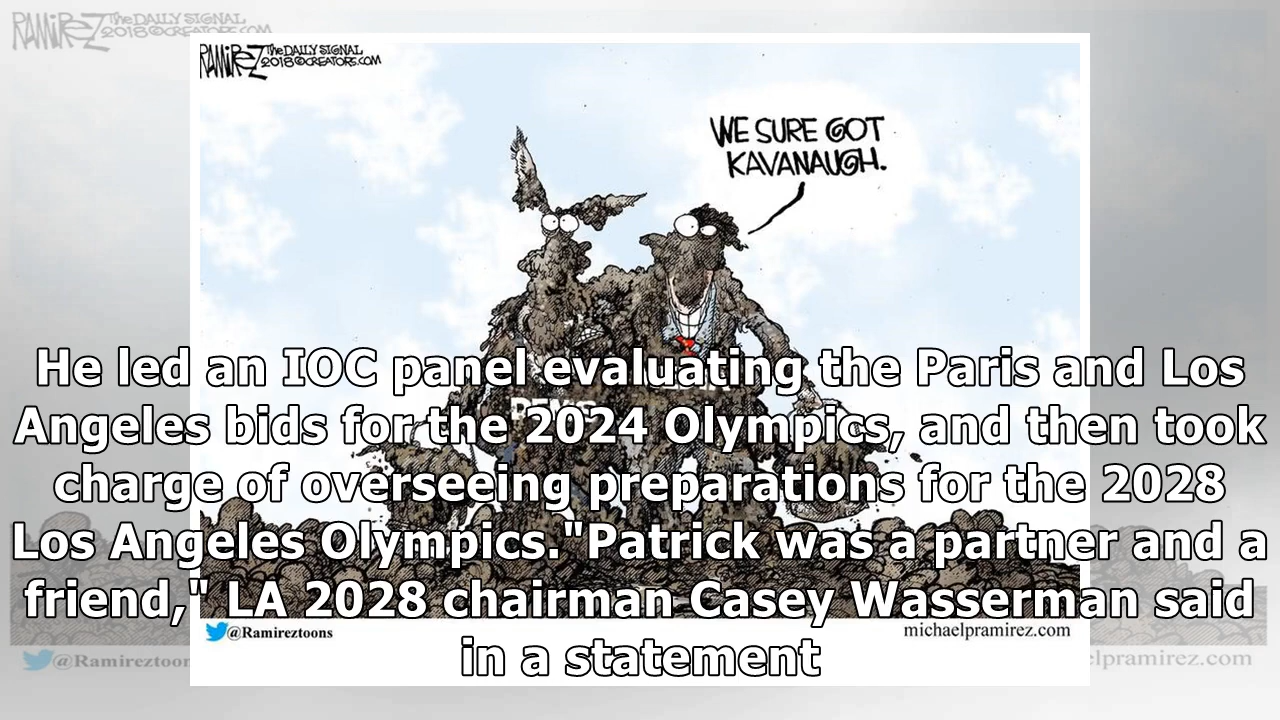 RAMIREZ THE DAILY SIGNAL
2018 © CREATORS.COM
RAMIREZ THE DAILY SIGNAL
2018 © CREATORS.COM
WE SURE GOT
KAVANAUGH.
He led an IOC panel evaluating the Paris and Los
Angeles bids for the 2024 Olympics, and then took
charge of overseeing preparations for the 2028
Los Angeles Olympics."Patrick was a partner and a
friend," LA 2028 chairman Casey Wasserman said
in a statement
@Ramireztoons
michaelpramirez.com
@Ramireztoon
elpramirez.com